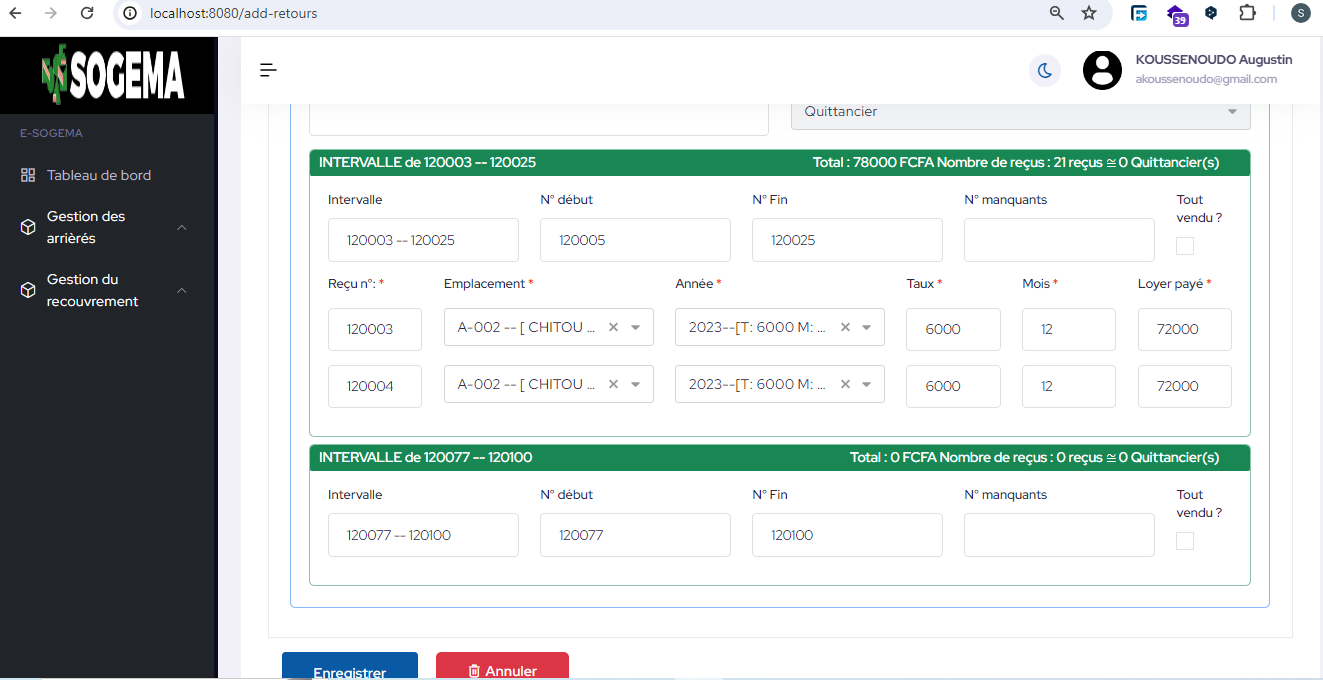 localhost:8080/add-retours
39
S
SOGEMA
KOUSSENOUDO Augustin
akoussenoudo@gmail.com
E-SOGEMA
Tableau de bord
Gestion des
arrièrés
Gestion du
recouvrement
Quittancier
INTERVALLE de 120003 -- 120025 Total : 78000 FCFA Nombre de reçus : 21 reçus ≅ 0 Quittancier(s)
Intervalle N° début N° Fin N° manquants Tout
vendu ?
120003 -- 120025 120005 120025
Reçu n°: * Emplacement * Année * Taux * Mois * Loyer payé *
120003 A-002 -- [ CHITOU ... × 2023--[T: 6000 M: ... × 6000 12 72000
120004 A-002 -- [ CHITOU ... × 2023--[T: 6000 M: ... × 6000 12 72000
INTERVALLE de 120077 -- 120100 Total : 0 FCFA Nombre de reçus : 0 reçus ≅ 0 Quittancier(s)
Intervalle N° début N° Fin N° manquants Tout
vendu ?
120077 -- 120100 120077 120100
Enregistrer Annuler